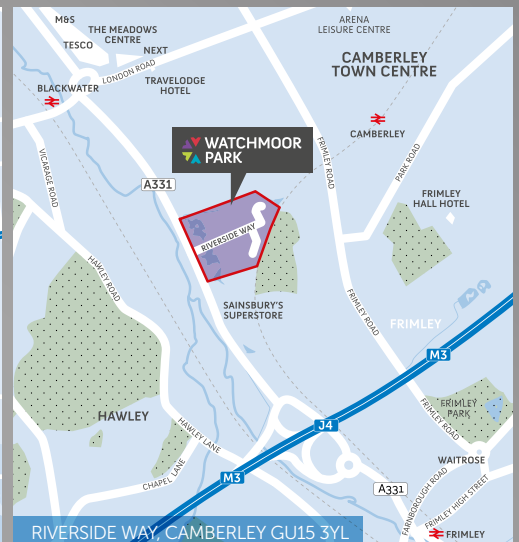 M&S
THE MEADOWS
CENTRE
TESCO
NEXT
ARENA
LEISURE CENTRE
CAMBERLEY
TOWN CENTRE
LONDON ROAD
TRAVELODGE
HOTEL
BLACKWATER
CAMBERLEY
WATCHMOOR
PARK
FRIMLEY ROAD
PARK ROAD
VICARAGE ROAD
A331
FRIMLEY
HALL HOTEL
RIVERSIDE WAY
HAWLEY ROAD
SAINSBURY'S
SUPERSTORE
FRIMLEY ROAD
FRIMLEY
M3
HAWLEY
FRIMLEY
PARK
FRIMLEY ROAD
J4
HAWLEY LANE
WAITROSE
CHAPEL LANE
M3
A331
FARNBOROUGH ROAD
FRIMLEY HIGH STREET
RIVERSIDE WAY, CAMBERLEY GU15 3YL
FRIMLEY